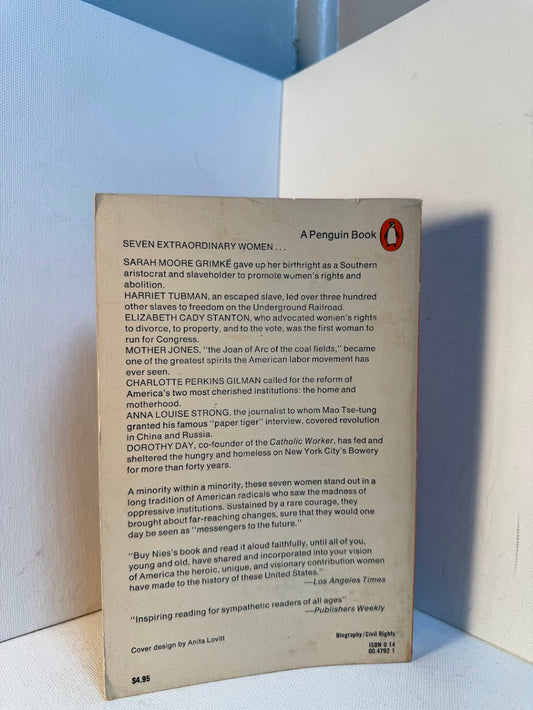 A Penguin Book
SEVEN EXTRAORDINARY WOMEN . . .
SARAH MOORE GRIMKĒ gave up her birthright as a Southern
aristocrat and slaveholder to promote women's rights and
abolition.
HARRIET TUBMAN, an escaped slave, led over three hundred
other slaves to freedom on the Underground Railroad.
ELIZABETH CADY STANTON, who advocated women's rights
to divorce, to property, and to the vote, was the first woman to
run for Congress.
MOTHER JONES, "the Joan of Arc of the coal fields," became
one of the greatest spirits the American labor movement has
ever seen.
CHARLOTTE PERKINS GILMAN called for the reform of
America's two most cherished institutions: the home and
motherhood.
ANNA LOUISE STRONG, the journalist to whom Mao Tse-tung
granted his famous "paper tiger" interview, covered revolution
in China and Russia.
DOROTHY DAY, co-founder of the Catholic Worker, has fed and
sheltered the hungry and homeless on New York City's Bowery
for more than forty years.
A minority within a minority, these seven women stand out in a
long tradition of American radicals who saw the madness of
oppressive institutions. Sustained by a rare courage, they
brought about far-reaching changes, sure that they would one
day be seen as "messengers to the future."
"Buy Nies's book and read it aloud faithfully, until all of you,
young and old, have shared and incorporated into your vision
of America the heroic, unique, and visionary contribution women
have made to the history of these United States."
—Los Angeles Times
"Inspiring reading for sympathetic readers of all ages"
—Publishers Weekly
Cover design by Anita Lovitt
Biography/Civil Rights
ISBN 0 14
00.4792 1
$4.95